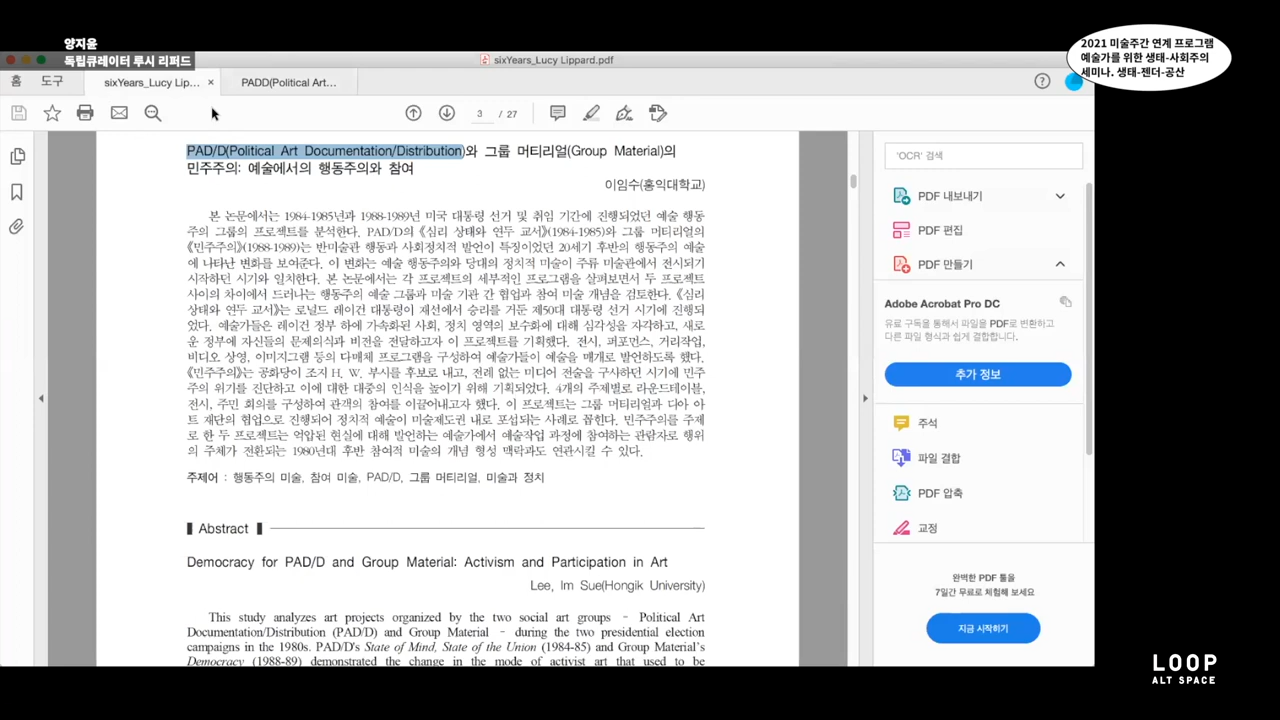 양지윤
독립큐레이터 루시 리퍼드
2021 미술주간 연계 프로그램
예술가를 위한 생태-사회주의
세미나. 생태-젠더-공산
sixYears_Lucy Lippard.pdf
홈 도구 sixYears_Lucy Lip... × PADD(Political Art...
3 / 27
PAD/D(Political Art Documentation/Distribution)와 그룹 머티리얼(Group Material)의
민주주의: 예술에서의 행동주의와 참여
이임수(홍익대학교)
본 논문에서는 1984-1985년과 1988-1989년 미국 대통령 선거 및 취임 기간에 진행되었던 예술 행동
주의 그룹의 프로젝트를 분석한다. PAD/D의 《심리 상태와 연두 교서》(1984-1985)와 그룹 머티리얼의
《민주주의》(1988-1989)는 반미술관 행동과 사회정치적 발언이 특징이었던 20세기 후반의 행동주의 예술
에 나타난 변화를 보여준다. 이 변화는 예술 행동주의와 당대의 정치적 미술이 주류 미술관에서 전시되기
시작하던 시기와 일치한다. 본 논문에서는 각 프로젝트의 세부적인 프로그램을 살펴보면서 두 프로젝트
사이의 차이에서 드러나는 행동주의 예술 그룹과 미술 기관 간 협업과 참여 미술 개념을 검토한다. 《심리
상태와 연두 교서》는 로널드 레이건 대통령이 재선에서 승리를 거둔 제50대 대통령 선거 시기에 진행되
었다. 예술가들은 레이건 정부 하에 가속화된 사회, 정치 영역의 보수화에 대해 심각성을 자각하고, 새로
운 정부에 자신들의 문제의식과 비전을 전달하고자 이 프로젝트를 기획했다. 전시, 퍼포먼스, 거리작업,
비디오 상영, 이미지그램 등의 다매체 프로그램을 구성하여 예술가들이 예술을 매개로 발언하도록 했다.
《민주주의》는 공화당이 조지 H. W. 부시를 후보로 내고, 전례 없는 미디어 전술을 구사하던 시기에 민주
주의 위기를 진단하고 이에 대한 대중의 인식을 높이기 위해 기획되었다. 4개의 주제별로 라운드테이블,
전시, 주민 회의를 구성하여 관객의 참여를 이끌어내고자 했다. 이 프로젝트는 그룹 머티리얼과 디아 아
트 재단의 협업으로 진행되어 정치적 예술이 미술제도권 내로 포섭되는 사례로 꼽힌다. 민주주의를 주제
로 한 두 프로젝트는 억압된 현실에 대해 발언하는 예술가에서 예술작업 과정에 참여하는 관람자로 행위
의 주체가 전환되는 1980년대 후반 참여적 미술의 개념 형성 맥락과도 연관시킬 수 있다.
주제어 : 행동주의 미술, 참여 미술, PAD/D, 그룹 머티리얼, 미술과 정치
Abstract
Democracy for PAD/D and Group Material: Activism and Participation in Art
Lee, Im Sue(Hongik University)
This study analyzes art projects organized by the two social art groups – Political Art
Documentation/Distribution (PAD/D) and Group Material – during the two presidential election
campaigns in the 1980s. PAD/D's State of Mind, State of the Union (1984-85) and Group Material's
Democracy (1988-89) demonstrated the change in the mode of activist art that used to be
'OCR' 검색
PDF 내보내기
PDF 편집
PDF 만들기
Adobe Acrobat Pro DC
유료 구독을 통해서 파일을 PDF로 변환하고
다른 파일 형식과 쉽게 결합합니다.
추가 정보
주석
파일 결합
PDF 압축
교정
완벽한 PDF 툴을
7일간 무료로 체험해 보세요
지금 시작하기
LOOP
ALT SPACE